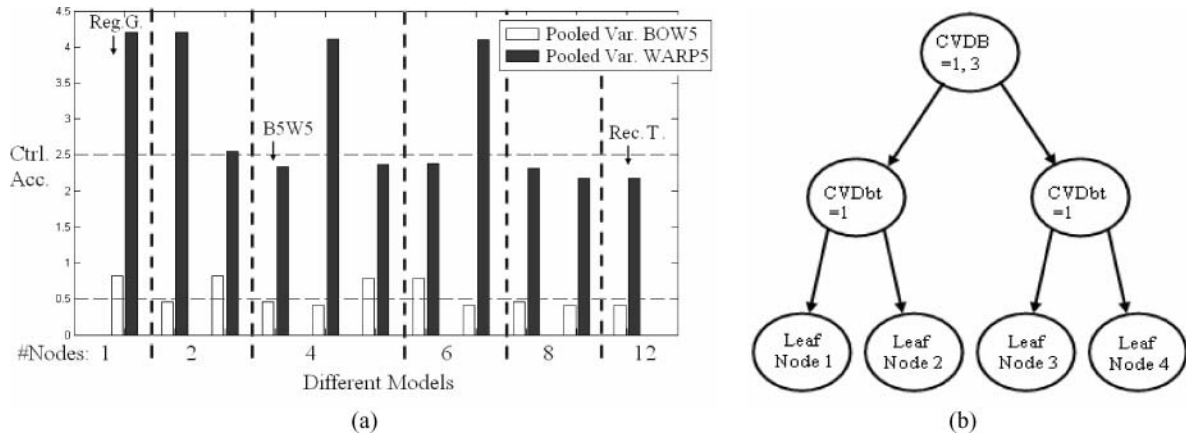 4.5
4
3.5
3
2.5
2
1.5
1
0.5
0
Ctrl.
Acc.
Reg.G.
B5W5
Rec.T.
Pooled Var. BOW5
Pooled Var. WARP5
#Nodes: 1 2 4 6 8 12
Different Models
(a)
CVDB
=1, 3
CVDbt
=1
CVDbt
=1
Leaf
Node 1
Leaf
Node 2
Leaf
Node 3
Leaf
Node 4
(b)